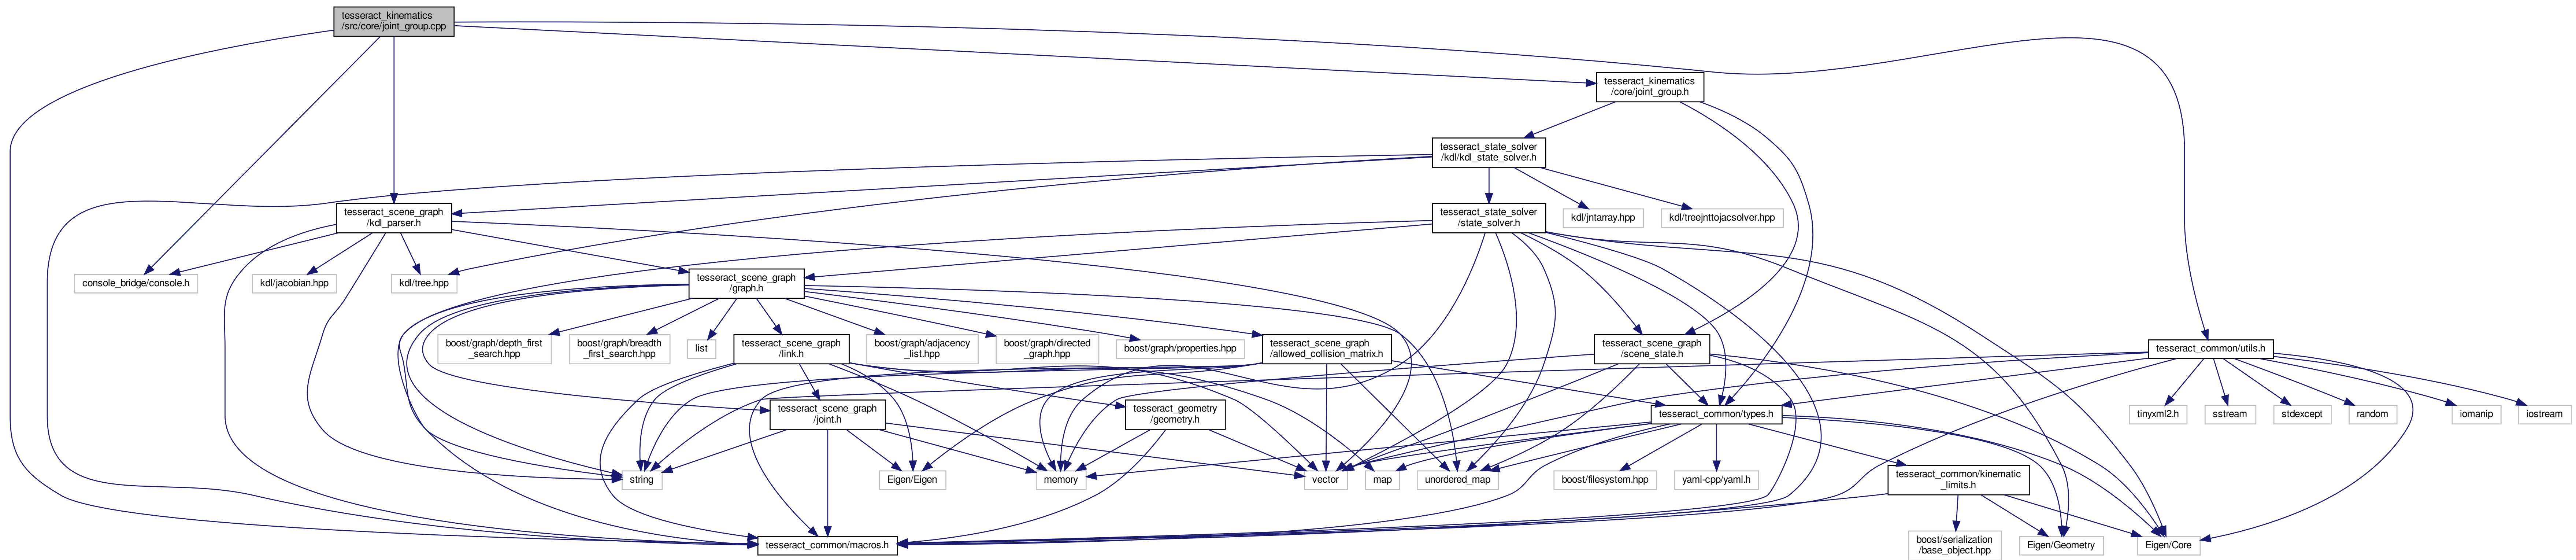 tesseract_kinematics
/src/core/joint_group.cpp
tesseract_kinematics
/core/joint_group.h
tesseract_state_solver
/kdl/kdl_state_solver.h
tesseract_scene_graph
/kdl_parser.h
tesseract_state_solver
/state_solver.h
kdl/jntarray.hpp
kdl/treejnttojacsolver.hpp
console_bridge/console.h
kdl/jacobian.hpp
kdl/tree.hpp
tesseract_scene_graph
/graph.h
boost/graph/depth_first
_search.hpp
boost/graph/breadth
_first_search.hpp
list
tesseract_scene_graph
/link.h
boost/graph/adjacency
_list.hpp
boost/graph/directed
_graph.hpp
boost/graph/properties.hpp
tesseract_scene_graph
/allowed_collision_matrix.h
tesseract_scene_graph
/scene_state.h
tesseract_common/utils.h
tesseract_scene_graph
/joint.h
tesseract_geometry
/geometry.h
tesseract_common/types.h
tinyxml2.h
sstream
stdexcept
random
iomanip
iostream
string
Eigen/Eigen
memory
vector
map
unordered_map
boost/filesystem.hpp
yaml-cpp/yaml.h
tesseract_common/kinematic
_limits.h
tesseract_common/macros.h
boost/serialization
/base_object.hpp
Eigen/Geometry
Eigen/Core